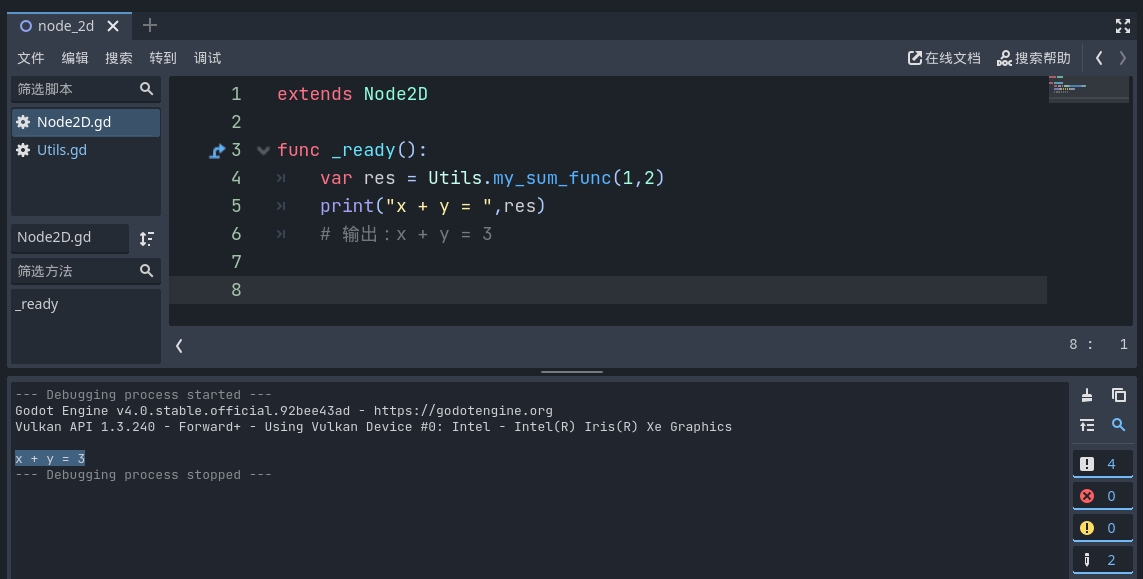 node_2d
文件 编辑 搜索 转到 调试 在线文档 搜索帮助
筛选脚本
Node2D.gd
Utils.gd
Node2D.gd
筛选方法
_ready
1 extends Node2D
2
3 func _ready():
4 var res = Utils.my_sum_func(1,2)
5 print("x + y = ",res)
6 # 输出：x + y = 3
7
8
8 : 1
--- Debugging process started ---
Godot Engine v4.0.stable.official.92bee43ad - https://godotengine.org
Vulkan API 1.3.240 - Forward+ - Using Vulkan Device #0: Intel - Intel(R) Iris(R) Xe Graphics
x + y = 3
--- Debugging process stopped ---
4
0
0
2